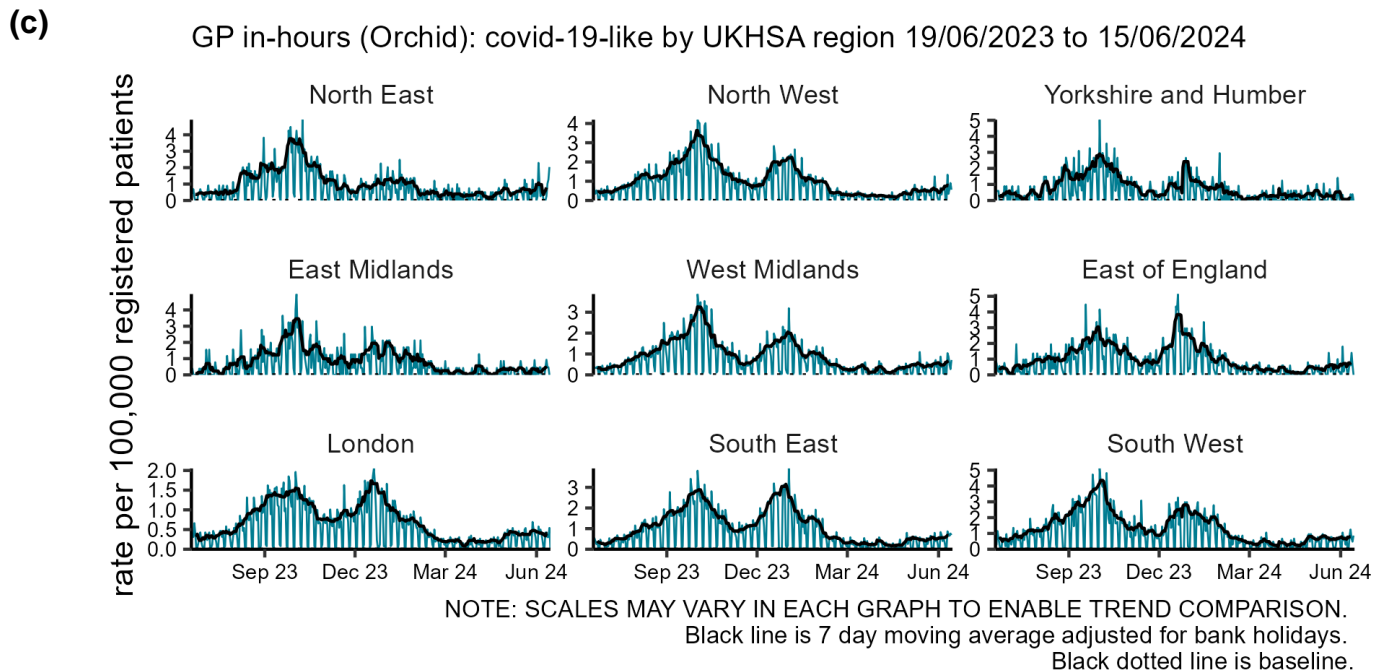 (c)
GP in-hours (Orchid): covid-19-like by UKHSA region 19/06/2023 to 15/06/2024
rate per 100,000 registered patients
North East
4
3
2
1
0
North West
4
3
2
1
0
Yorkshire and Humber
5
4
3
2
1
0
East Midlands
4
3
2
1
0
West Midlands
3
2
1
0
East of England
5
4
3
2
1
0
London
2.0
1.5
1.0
0.5
0.0
Sep 23 Dec 23 Mar 24 Jun 24
South East
3
2
1
0
Sep 23 Dec 23 Mar 24 Jun 24
South West
5
4
3
2
1
0
Sep 23 Dec 23 Mar 24 Jun 24
NOTE: SCALES MAY VARY IN EACH GRAPH TO ENABLE TREND COMPARISON.
Black line is 7 day moving average adjusted for bank holidays.
Black dotted line is baseline.